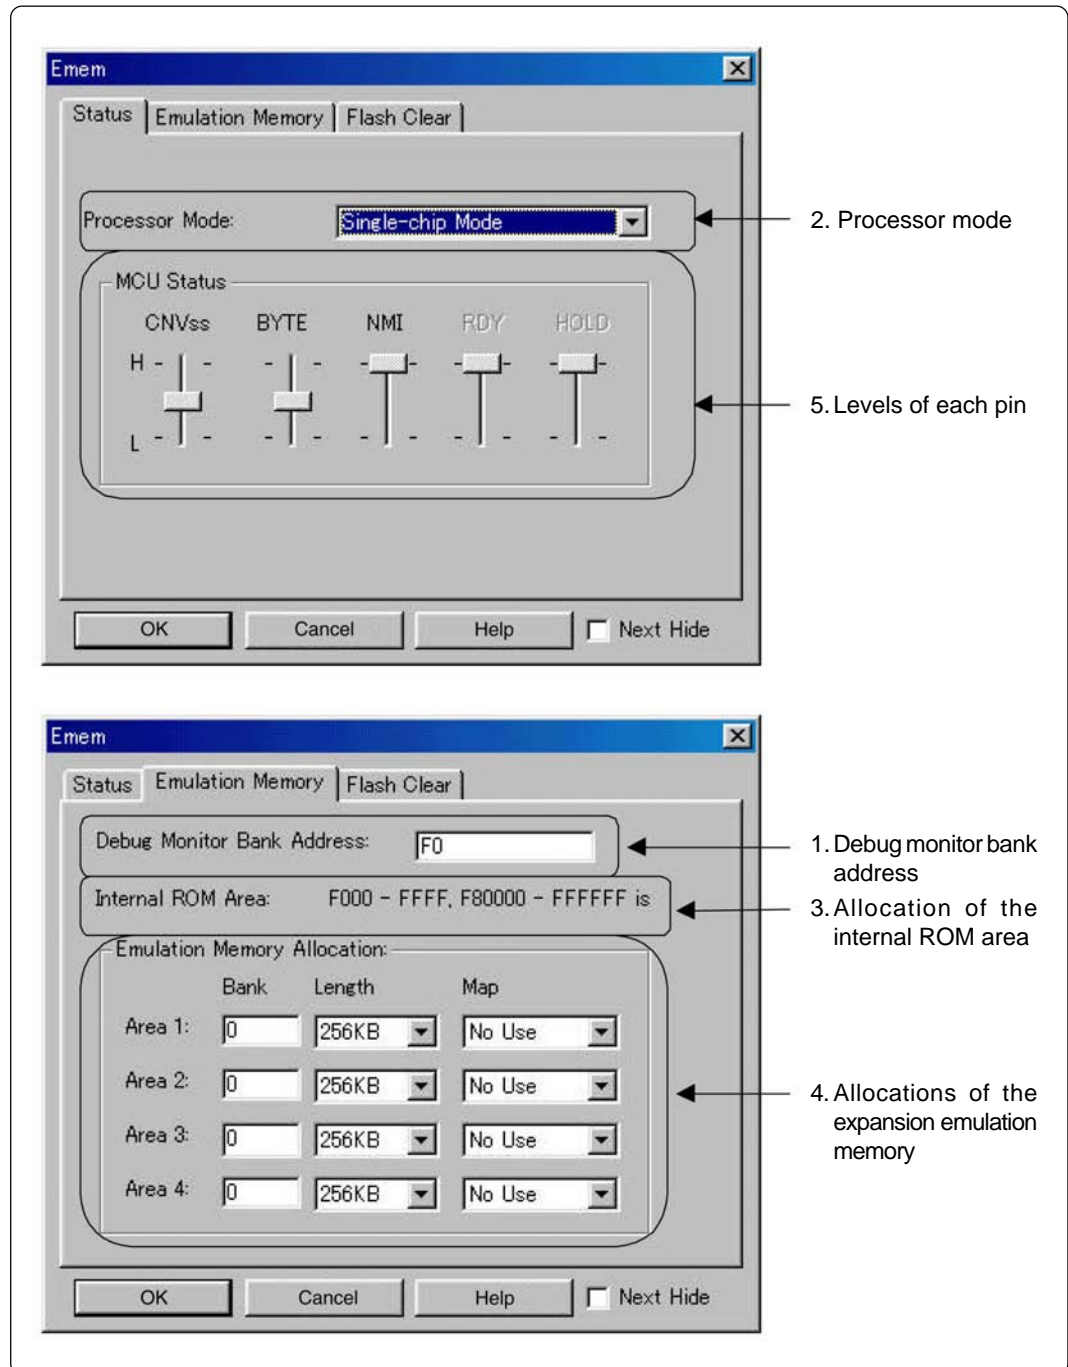 Emem
Status Emulation Memory Flash Clear
Processor Mode: Single-chip Mode
2. Processor mode
MCU Status
CNVss BYTE NMI RDY HOLD
H
5. Levels of each pin
L
OK Cancel Help Next Hide
Emem
Status Emulation Memory Flash Clear
Debug Monitor Bank Address: F0
1. Debug monitor bank
address
Internal ROM Area: F000 - FFFF, F80000 - FFFFFF is
3. Allocation of the
internal ROM area
Emulation Memory Allocation:
Bank Length Map
Area 1: 0 256KB No Use
Area 2: 0 256KB No Use
4. Allocations of the
expansion emulation
memory
Area 3: 0 256KB No Use
Area 4: 0 256KB No Use
OK Cancel Help Next Hide